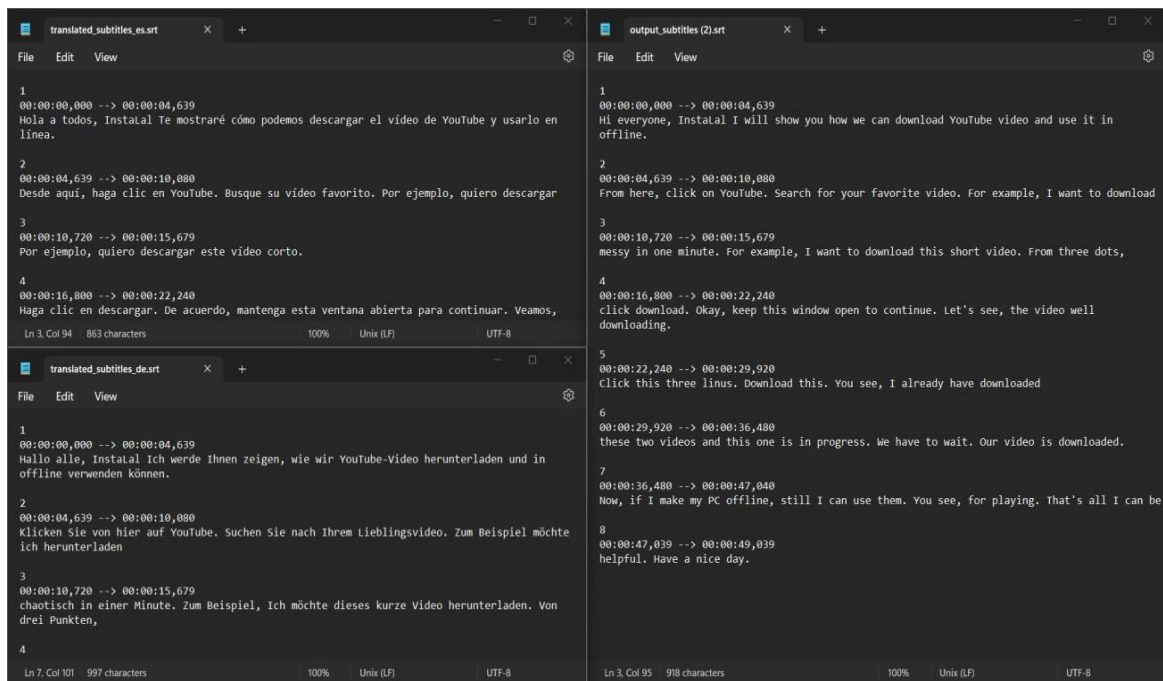 translated_subtitles_es.srt
File Edit View
1
00:00:00,000 --> 00:00:04,639
Hola a todos, InstaLal Te mostraré cómo podemos descargar el vídeo de YouTube y usarlo en
línea.
2
00:00:04,639 --> 00:00:10,080
Desde aquí, haga clic en YouTube. Busque su vídeo favorito. Por ejemplo, quiero descargar
3
00:00:10,720 --> 00:00:15,679
Por ejemplo, quiero descargar este vídeo corto.
4
00:00:16,800 --> 00:00:22,240
Haga clic en descargar. De acuerdo, mantenga esta ventana abierta para continuar. Veamos,
Ln 3, Col 94 863 characters 100% Unix (LF) UTF-8
translated_subtitles_de.srt
File Edit View
1
00:00:00,000 --> 00:00:04,639
Hallo alle, InstaLal Ich werde Ihnen zeigen, wie wir YouTube-Video herunterladen und in
offline verwenden können.
2
00:00:04,639 --> 00:00:10,080
Klicken Sie von hier auf YouTube. Suchen Sie nach Ihrem Lieblingsvideo. Zum Beispiel möchte
ich herunterladen
3
00:00:10,720 --> 00:00:15,679
chaotisch in einer Minute. Zum Beispiel, Ich möchte dieses kurze Video herunterladen. Von
drei Punkten,
4
Ln 7, Col 101 997 characters 100% Unix (LF) UTF-8
output_subtitles (2).srt
File Edit View
1
00:00:00,000 --> 00:00:04,639
Hi everyone, InstaLal I will show you how we can download YouTube video and use it in
offline.
2
00:00:04,639 --> 00:00:10,080
From here, click on YouTube. Search for your favorite video. For example, I want to download
3
00:00:10,720 --> 00:00:15,679
messy in one minute. For example, I want to download this short video. From three dots,
4
00:00:16,800 --> 00:00:22,240
click download. Okay, keep this window open to continue. Let's see, the video well
downloading.
5
00:00:22,240 --> 00:00:29,920
Click this three linus. Download this. You see, I already have downloaded
6
00:00:29,920 --> 00:00:36,480
these two videos and this one is in progress. We have to wait. Our video is downloaded.
7
00:00:36,480 --> 00:00:47,040
Now, if I make my PC offline, still I can use them. You see, for playing. That's all I can be
8
00:00:47,039 --> 00:00:49,039
helpful. Have a nice day.
Ln 3, Col 95 918 characters 100% Unix (LF) UTF-8